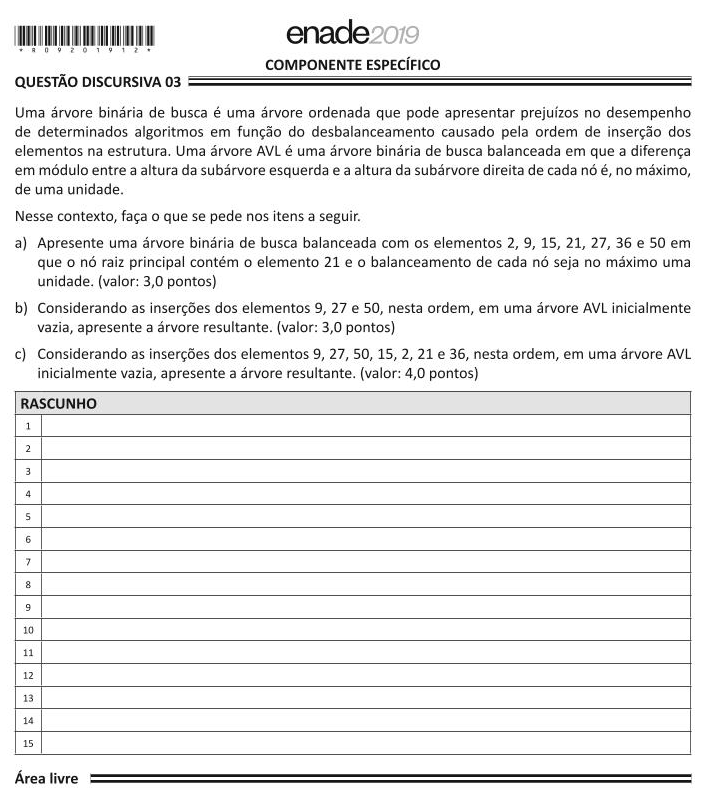 *R0920191 2*
enade2019
COMPONENTE ESPECÍFICO
QUESTÃO DISCURSIVA 03
Uma árvore binária de busca é uma árvore ordenada que pode apresentar prejuízos no desempenho
de determinados algoritmos em função do desbalanceamento causado pela ordem de inserção dos
elementos na estrutura. Uma árvore AVL é uma árvore binária de busca balanceada em que a diferença
em módulo entre a altura da subárvore esquerda e a altura da subárvore direita de cada nó é, no máximo,
de uma unidade.
Nesse contexto, faça o que se pede nos itens a seguir.
a) Apresente uma árvore binária de busca balanceada com os elementos 2, 9, 15, 21, 27, 36 e 50 em
que o nó raiz principal contém o elemento 21 e o balanceamento de cada nó seja no máximo uma
unidade. (valor: 3,0 pontos)
b) Considerando as inserções dos elementos 9, 27 e 50, nesta ordem, em uma árvore AVL inicialmente
vazia, apresente a árvore resultante. (valor: 3,0 pontos)
c) Considerando as inserções dos elementos 9, 27, 50, 15, 2, 21 e 36, nesta ordem, em uma árvore AVL
inicialmente vazia, apresente a árvore resultante. (valor: 4,0 pontos)
RASCUNHO
1
2
3
4
5
6
7
8
9
10
11
12
13
14
15
Área livre